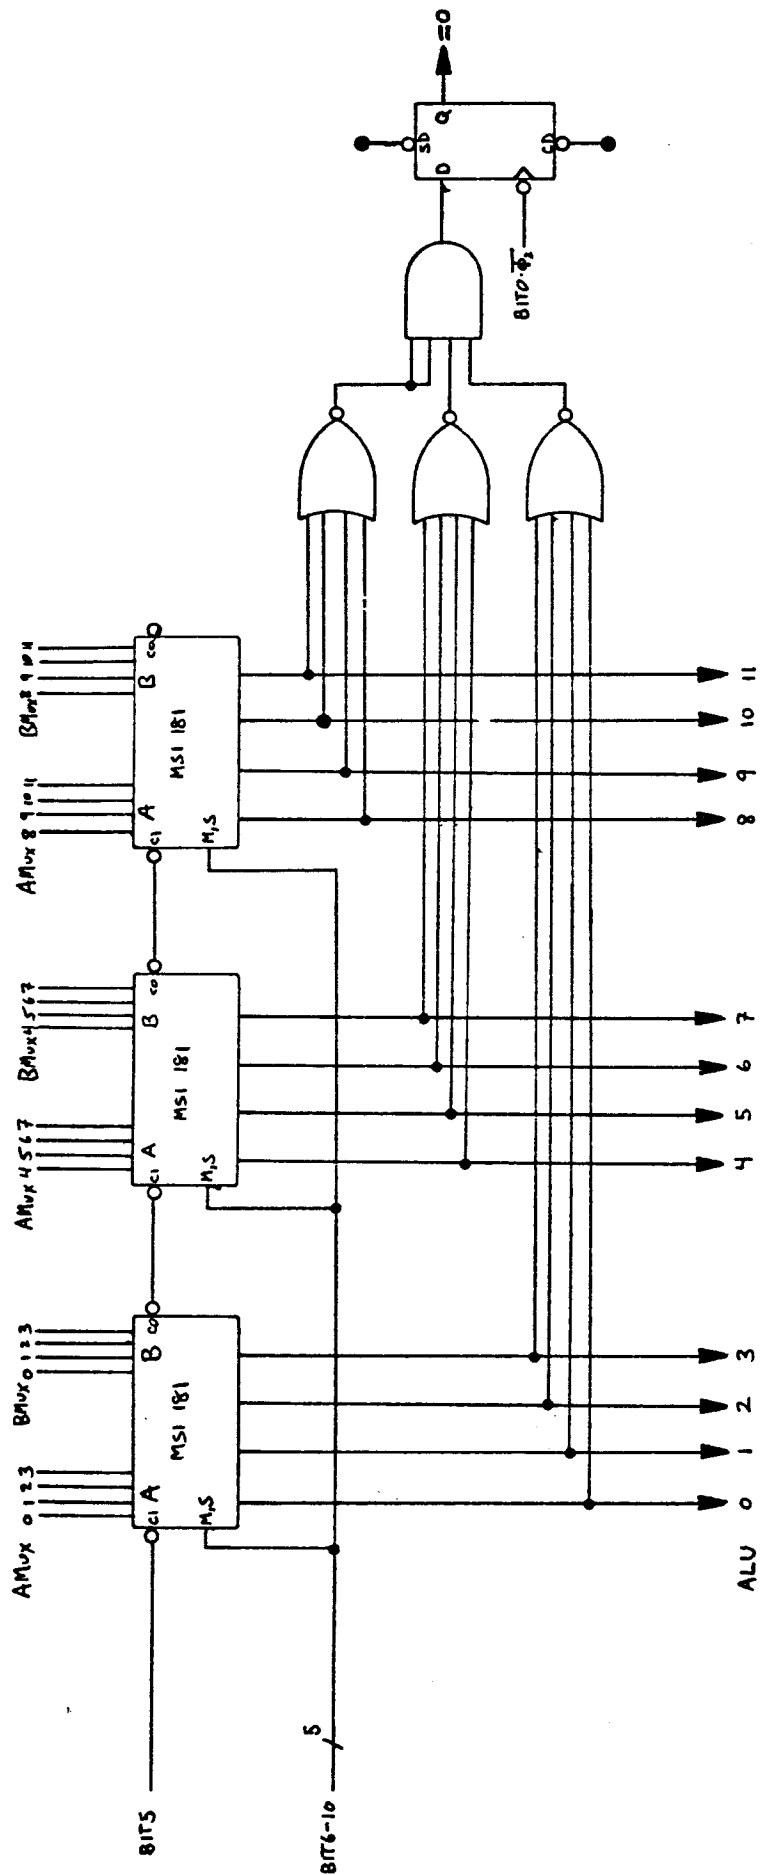 AMUX 0 1 2 3
BMUX 0 1 2 3
AMUX 4 5 6 7
BMUX 4 5 6 7
AMUX 8 9 10 11
BMUX 8 9 10 11
BIT5
CI A B CO
MSI 181
M,S
CI A B CO
MSI 181
M,S
CI A B CO
MSI 181
M,S
BIT6-10
5
BIT0·Φ̅₂
D Q
SD
CD
=0
ALU 0 1 2 3 4 5 6 7 8 9 10 11